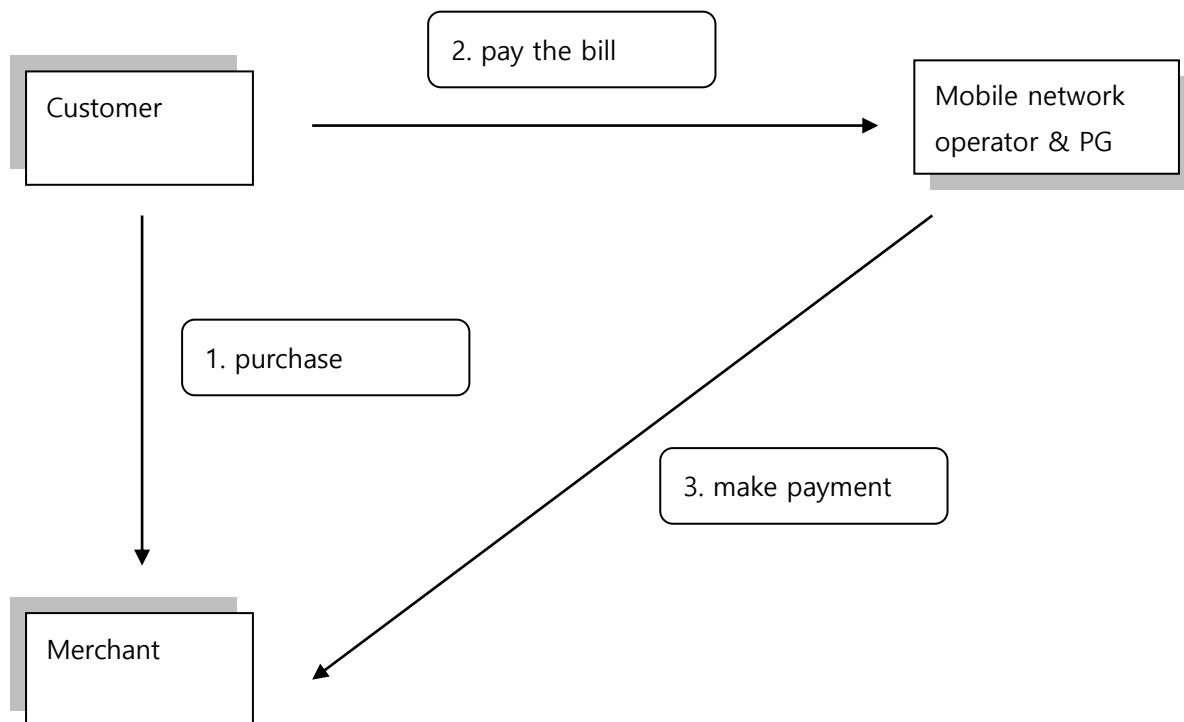 2. pay the bill
Customer
Mobile network
operator & PG
1. purchase
3. make payment
Merchant